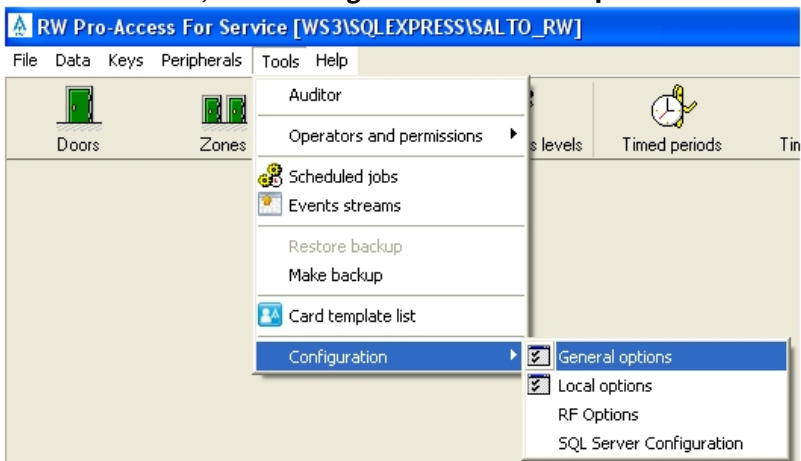 RW Pro-Access For Service [WS3\SQLEXPRESS\SALTO_RW]
File Data Keys Peripherals Tools Help
Doors
Zones
s levels
Timed periods
Tin
Auditor
Operators and permissions
Scheduled jobs
Events streams
Restore backup
Make backup
Card template list
Configuration
General options
Local options
RF Options
SQL Server Configuration